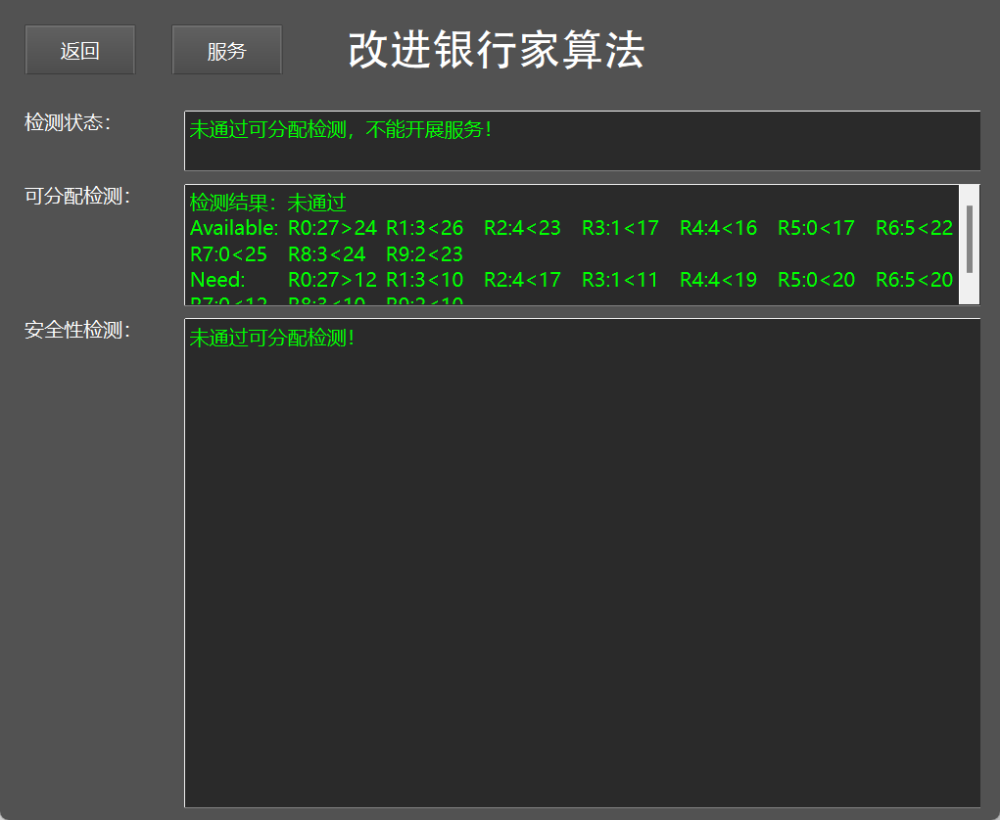 返回
服务
改进银行家算法
检测状态：
未通过可分配检测，不能开展服务！
可分配检测：
检测结果：未通过
Available: R0:27>24 R1:3<26 R2:4<23 R3:1<17 R4:4<16 R5:0<17 R6:5<22
R7:0<25 R8:3<24 R9:2<23
Need: R0:27>12 R1:3<10 R2:4<17 R3:1<11 R4:4<19 R5:0<20 R6:5<20
R7:0<12 R8:3<10 R9:2<10
安全性检测：
未通过可分配检测！